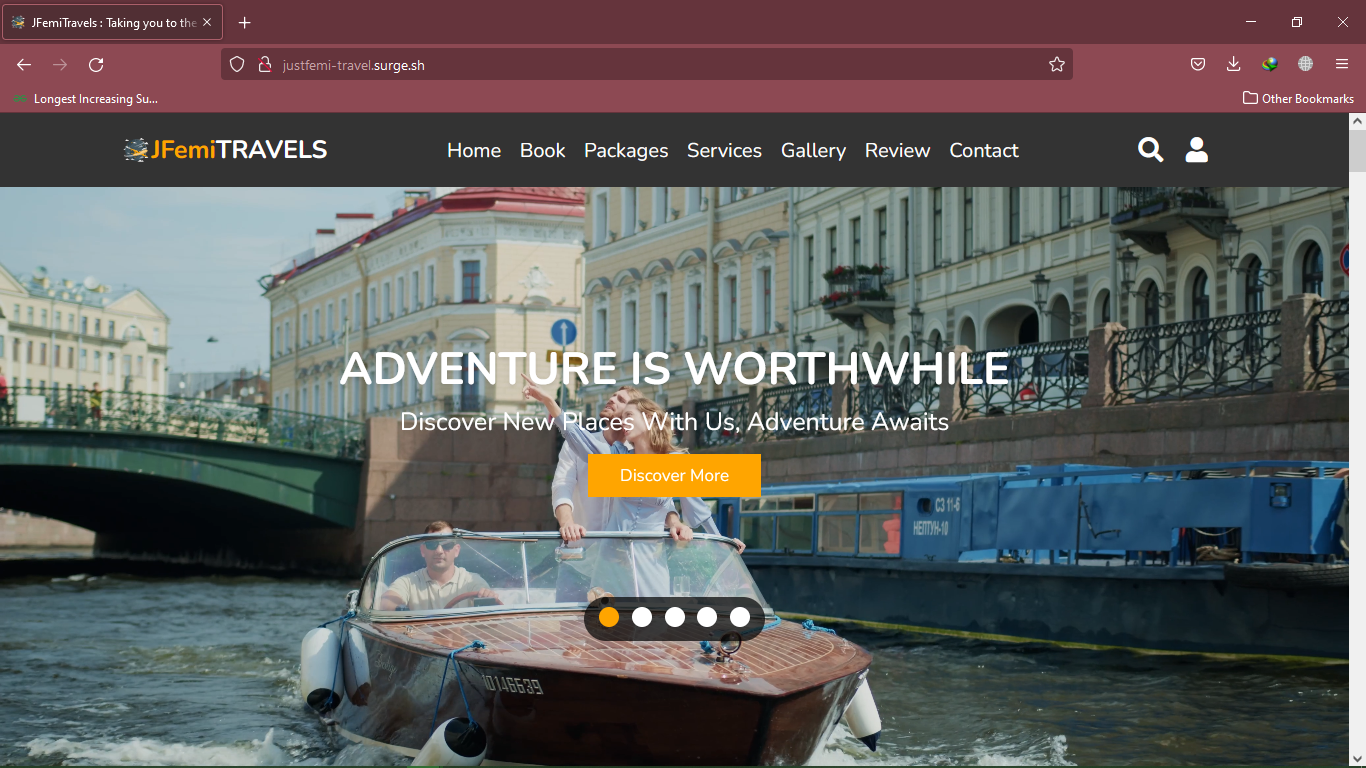 JFemiTravels : Taking you to the
justfemi-travel.surge.sh
Longest Increasing Su...
Other Bookmarks
JFemiTRAVELS
Home Book Packages Services Gallery Review Contact
ADVENTURE IS WORTHWHILE
Discover New Places With Us, Adventure Awaits
Discover More
СЗ 11-6
НЕПТУН-10
10146639